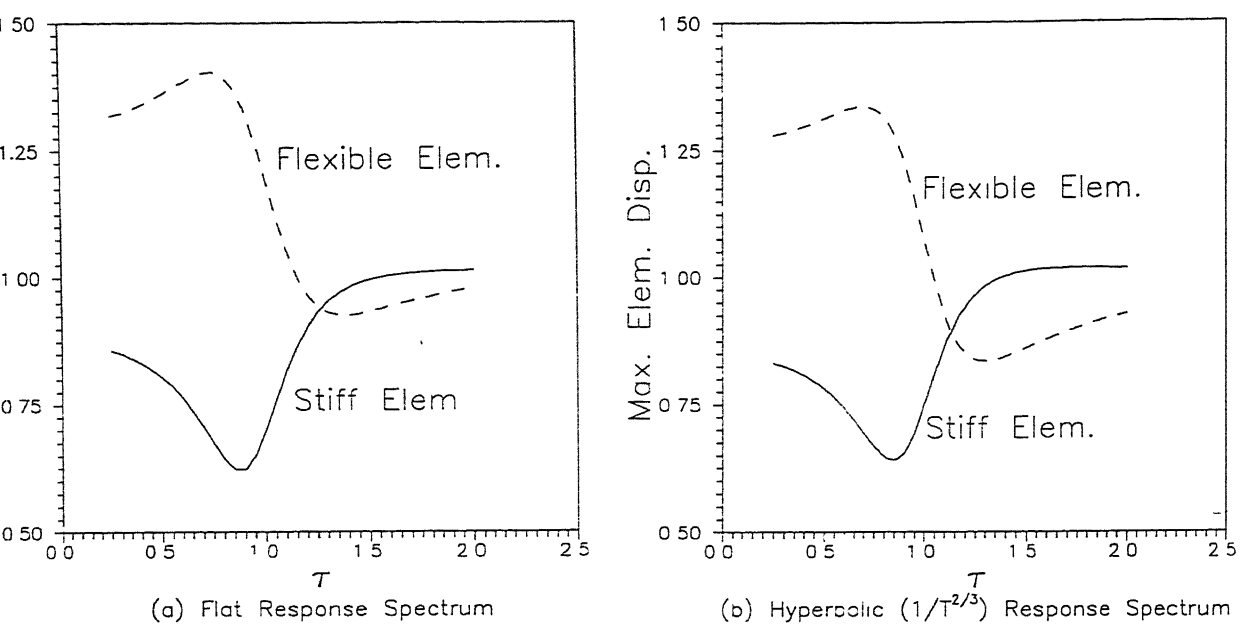 1 50
1.25
1 00
0 75
0 50
0 0 0 5 1 0 1 5 2 0 2 5
τ
Flexible Elem.
Stiff Elem
(a) Flat Response Spectrum
Max. Elem. Disp.
1 50
1 25
1 00
0 75
0 50
0 0 0 5 1 0 1 5 2 0 2 5
τ
Flexible Elem.
Stiff Elem.
(b) Hyperbolic (1/T^2/3) Response Spectrum